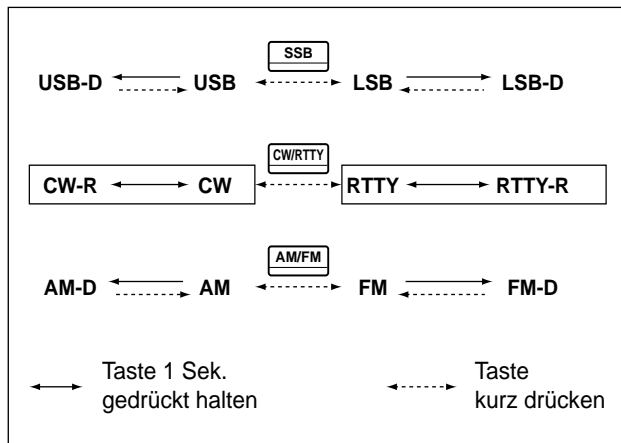 SSB
USB-D USB LSB LSB-D
CW/RTTY
CW-R CW RTTY RTTY-R
AM/FM
AM-D AM FM FM-D
Taste 1 Sek. Taste
gedrückt halten kurz drücken